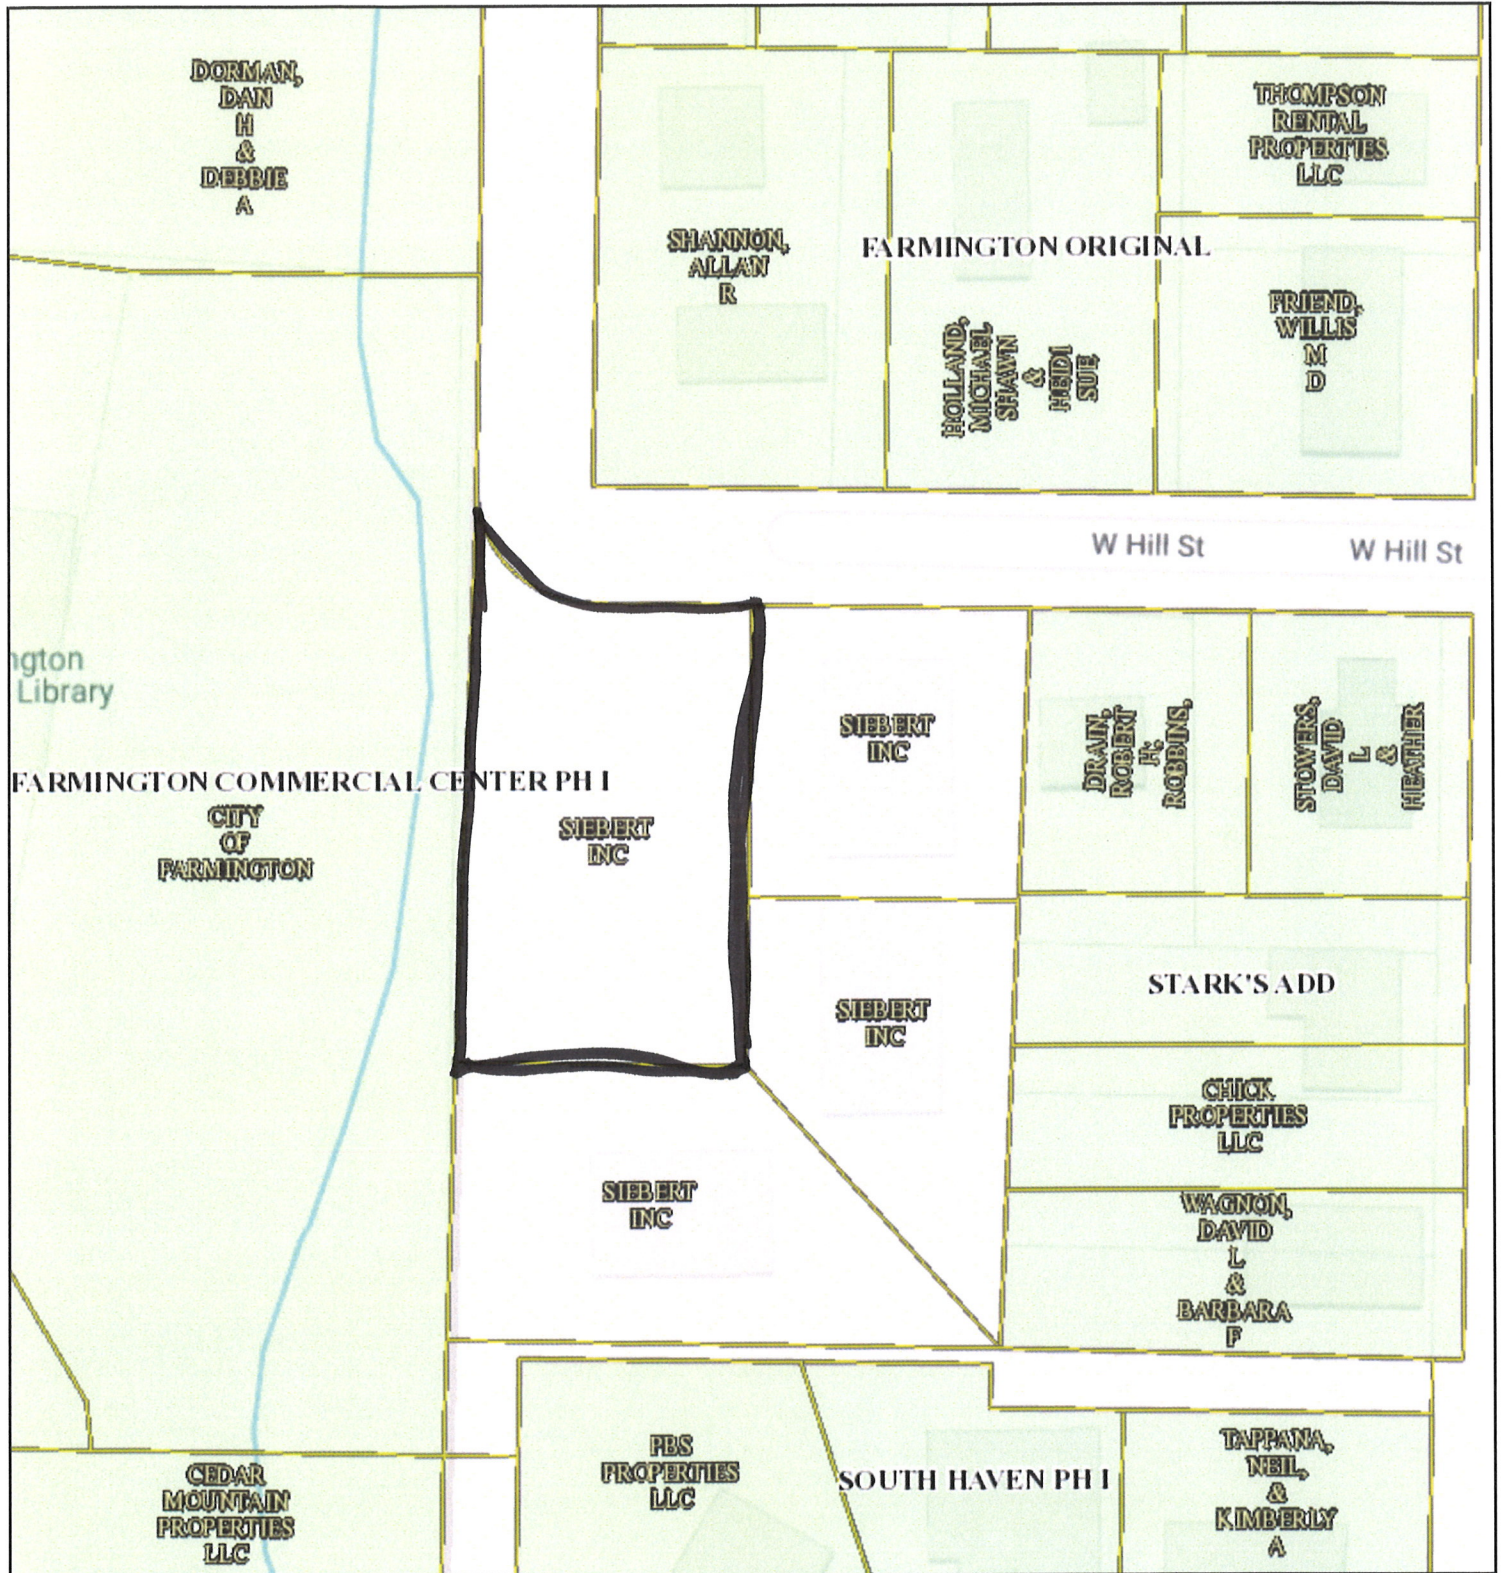 DORMAN,
DAN
H
&
DEBBIE
A
THOMPSON
RENTAL
PROPERTIES
LLC
SHANNON,
ALLAN
R
FARMINGTON ORIGINAL
HOLLAND,
MICHAEL
SHAWN
&
HEIDI
SUE
FRIEND,
WILLIS
M
D
W Hill St
W Hill St
ngton
Library
FARMINGTON COMMERCIAL CENTER PH I
CITY
OF
FARMINGTON
SIEBERT
INC
SIEBERT
INC
DRAIN,
ROBERT
F;
ROBBINS,
STOWERS,
DAVID
L
&
HEATHER
SIEBERT
INC
STARK'S ADD
CHICK
PROPERTIES
LLC
SIEBERT
INC
WAGNON,
DAVID
L
&
BARBARA
F
CEDAR
MOUNTAIN
PROPERTIES
LLC
PBS
PROPERTIES
LLC
SOUTH HAVEN PH I
TAPPANA,
NEIL,
&
KIMBERLY
A